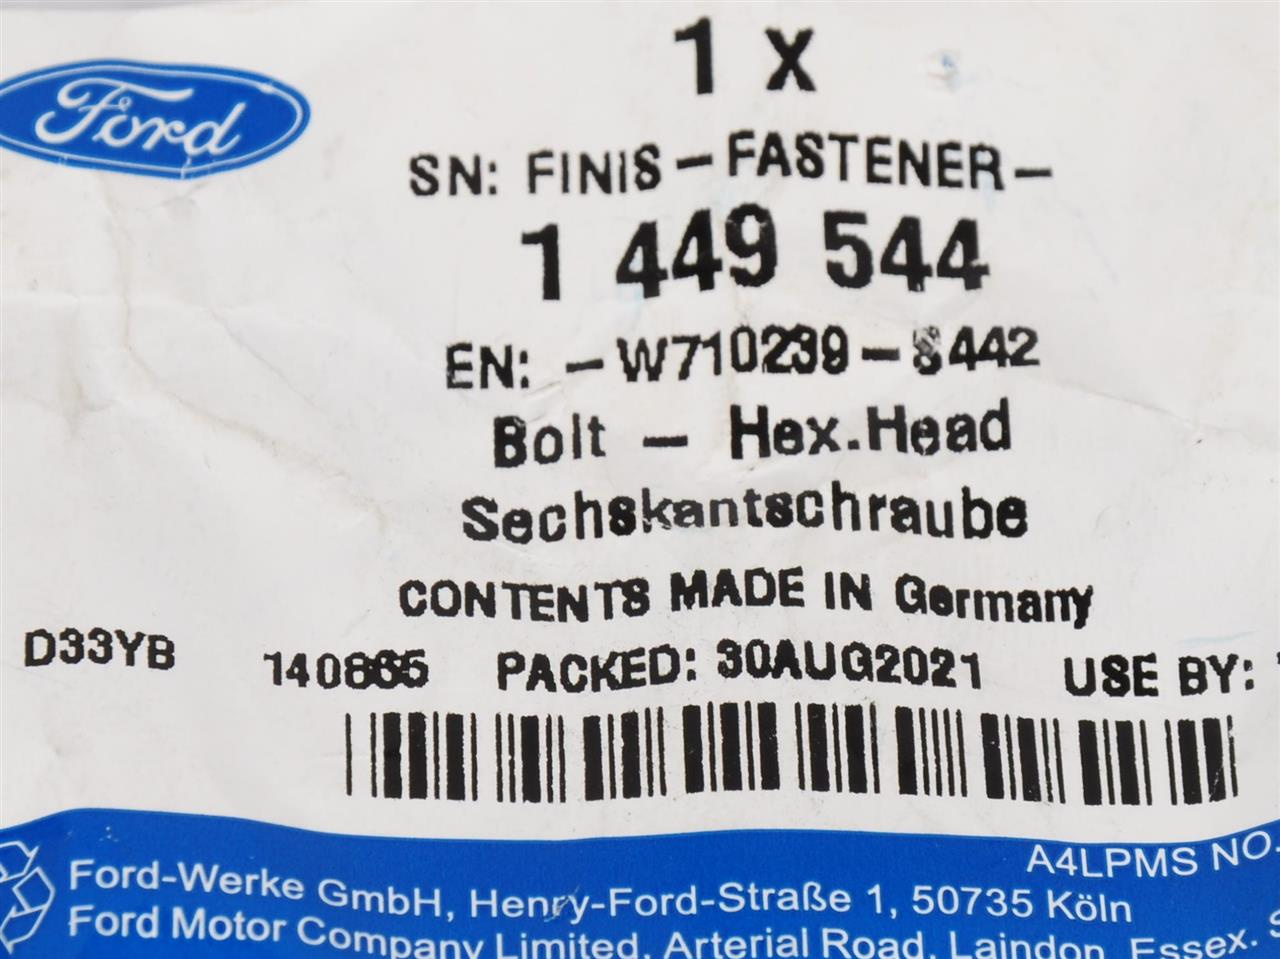 Ford
1 x
SN: FINIS - FASTENER -
1 449 544
EN: -W710239-S442
Bolt - Hex.Head
Sechskantschraube
CONTENTS MADE IN Germany
D33YB 140865 PACKED: 30AUG2021 USE BY:
A4LPMS NO.
Ford-Werke GmbH, Henry-Ford-Straße 1, 50735 Köln
Ford Motor Company Limited, Arterial Road, Laindon, Essex.